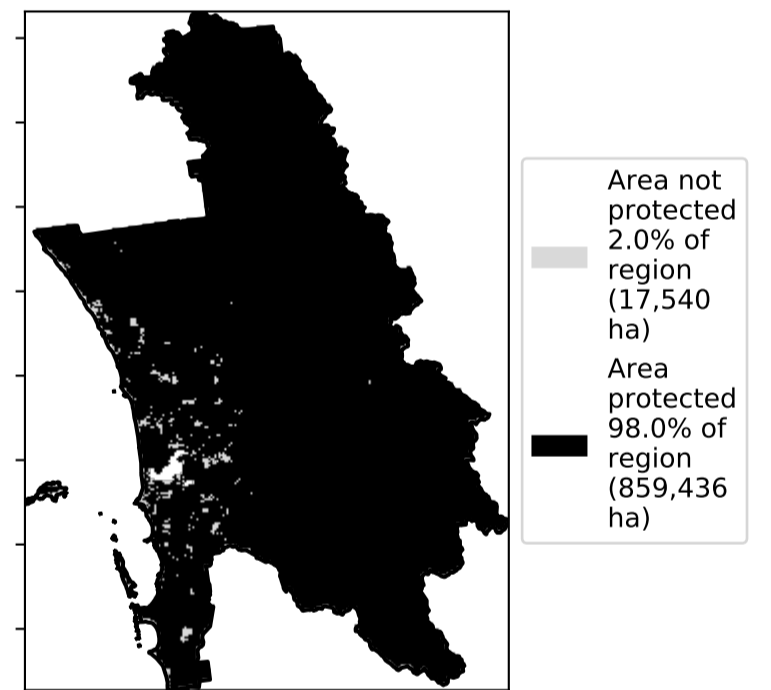 Area not
protected
2.0% of
region
(17,540
ha)
Area
protected
98.0% of
region
(859,436
ha)